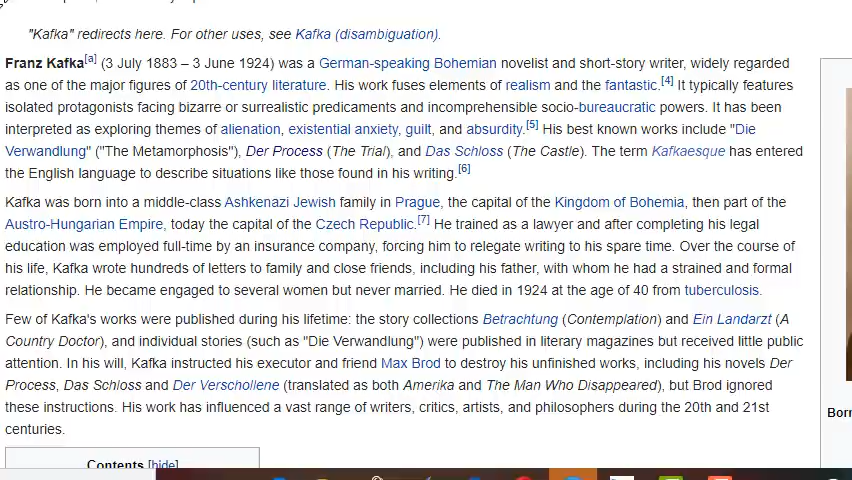 "Kafka" redirects here. For other uses, see Kafka (disambiguation).
Franz Kafka[a] (3 July 1883 – 3 June 1924) was a German-speaking Bohemian novelist and short-story writer, widely regarded
as one of the major figures of 20th-century literature. His work fuses elements of realism and the fantastic.[4] It typically features
isolated protagonists facing bizarre or surrealistic predicaments and incomprehensible socio-bureaucratic powers. It has been
interpreted as exploring themes of alienation, existential anxiety, guilt, and absurdity.[5] His best known works include "Die
Verwandlung" ("The Metamorphosis"), Der Process (The Trial), and Das Schloss (The Castle). The term Kafkaesque has entered
the English language to describe situations like those found in his writing.[6]
Kafka was born into a middle-class Ashkenazi Jewish family in Prague, the capital of the Kingdom of Bohemia, then part of the
Austro-Hungarian Empire, today the capital of the Czech Republic.[7] He trained as a lawyer and after completing his legal
education was employed full-time by an insurance company, forcing him to relegate writing to his spare time. Over the course of
his life, Kafka wrote hundreds of letters to family and close friends, including his father, with whom he had a strained and formal
relationship. He became engaged to several women but never married. He died in 1924 at the age of 40 from tuberculosis.
Few of Kafka's works were published during his lifetime: the story collections Betrachtung (Contemplation) and Ein Landarzt (A
Country Doctor), and individual stories (such as "Die Verwandlung") were published in literary magazines but received little public
attention. In his will, Kafka instructed his executor and friend Max Brod to destroy his unfinished works, including his novels Der
Process, Das Schloss and Der Verschollene (translated as both Amerika and The Man Who Disappeared), but Brod ignored
these instructions. His work has influenced a vast range of writers, critics, artists, and philosophers during the 20th and 21st
centuries.
Born
Contents [hide]